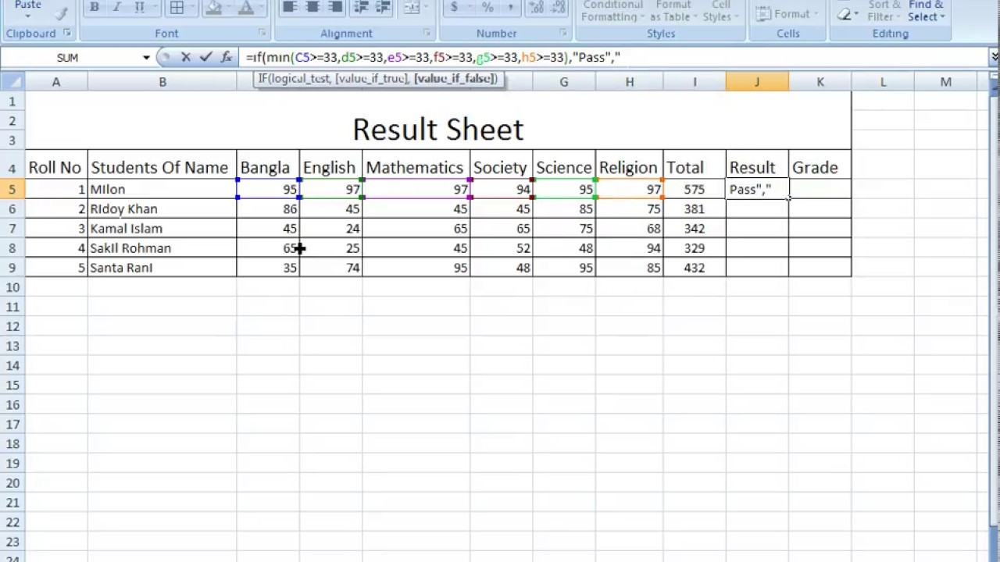 Paste B I U A $ % , .00 Conditional Format Cell Format Sort & Find &
Formatting as Table Styles Filter Select
Clipboard Font Alignment Number Styles Cells Editing
SUM fx =if(min(C5>=33,d5>=33,e5>=33,f5>=33,g5>=33,h5>=33),"Pass","
IF(logical_test, [value_if_true], [value_if_false])
A B G H I J K L M
1
2
Result Sheet
3
4 Roll No Students Of Name Bangla English Mathematics Society Science Religion Total Result Grade
5 1 MIlon 95 97 97 94 95 97 575 Pass","
6 2 RIdoy Khan 86 45 45 45 85 75 381
7 3 Kamal Islam 45 24 65 65 75 68 342
8 4 SakIl Rohman 65 25 45 52 48 94 329
9 5 Santa RanI 35 74 95 48 95 85 432
10
11
12
13
14
15
16
17
18
19
20
21
22
23
24